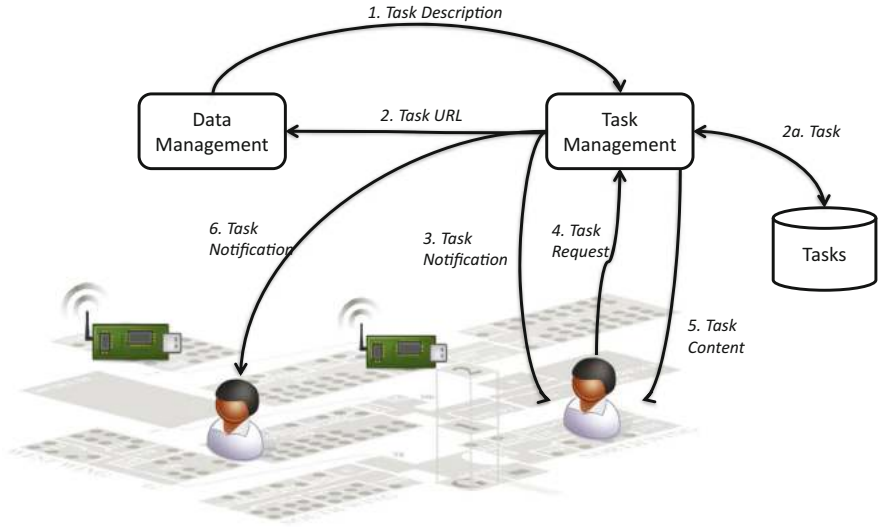 1. Task Description
Data
Management
2. Task URL
Task
Management
2a. Task
6. Task
Notification
3. Task
Notification
4. Task
Request
Tasks
5. Task
Content